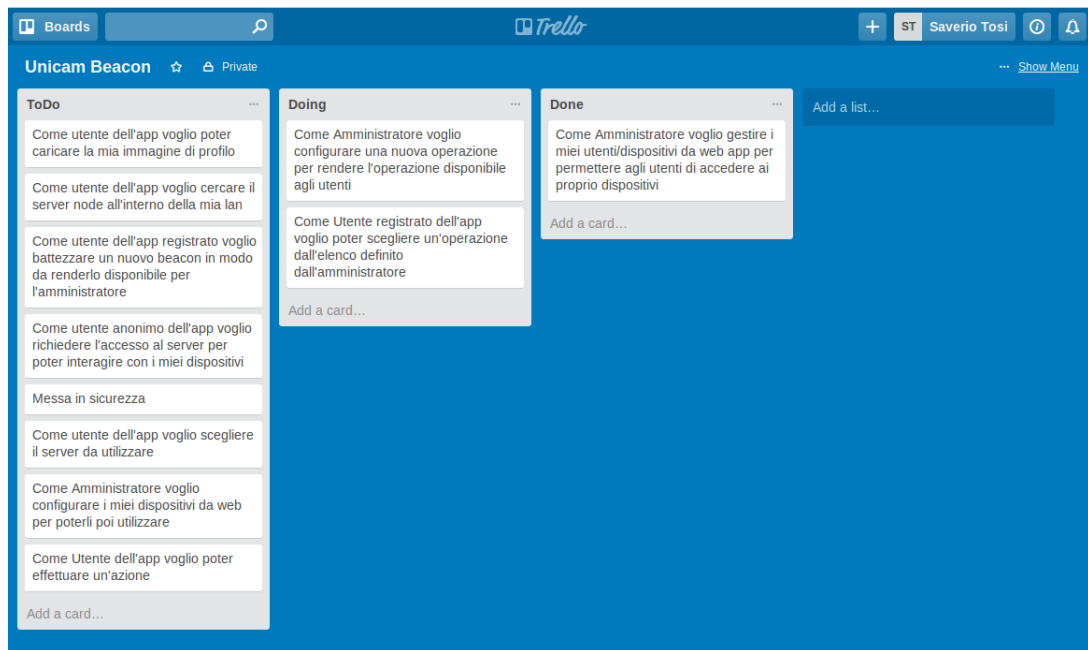 Boards
Trello
ST Saverio Tosi
Unicam Beacon
Private
... Show Menu
ToDo
Come utente dell'app voglio poter
caricare la mia immagine di profilo
Come utente dell'app voglio cercare il
server node all'interno della mia lan
Come utente dell'app registrato voglio
battezzare un nuovo beacon in modo
da renderlo disponibile per
l'amministratore
Come utente anonimo dell'app voglio
richiedere l'accesso al server per
poter interagire con i miei dispositivi
Messa in sicurezza
Come utente dell'app voglio scegliere
il server da utilizzare
Come Amministratore voglio
configurare i miei dispositivi da web
per poterli poi utilizzare
Come Utente dell'app voglio poter
effettuare un'azione
Add a card…
Doing
Come Amministratore voglio
configurare una nuova operazione
per rendere l'operazione disponibile
agli utenti
Come Utente registrato dell'app
voglio poter scegliere un'operazione
dall'elenco definito
dall'amministratore
Add a card…
Done
Come Amministratore voglio gestire i
miei utenti/dispositivi da web app per
permettere agli utenti di accedere ai
proprio dispositivi
Add a card…
Add a list…